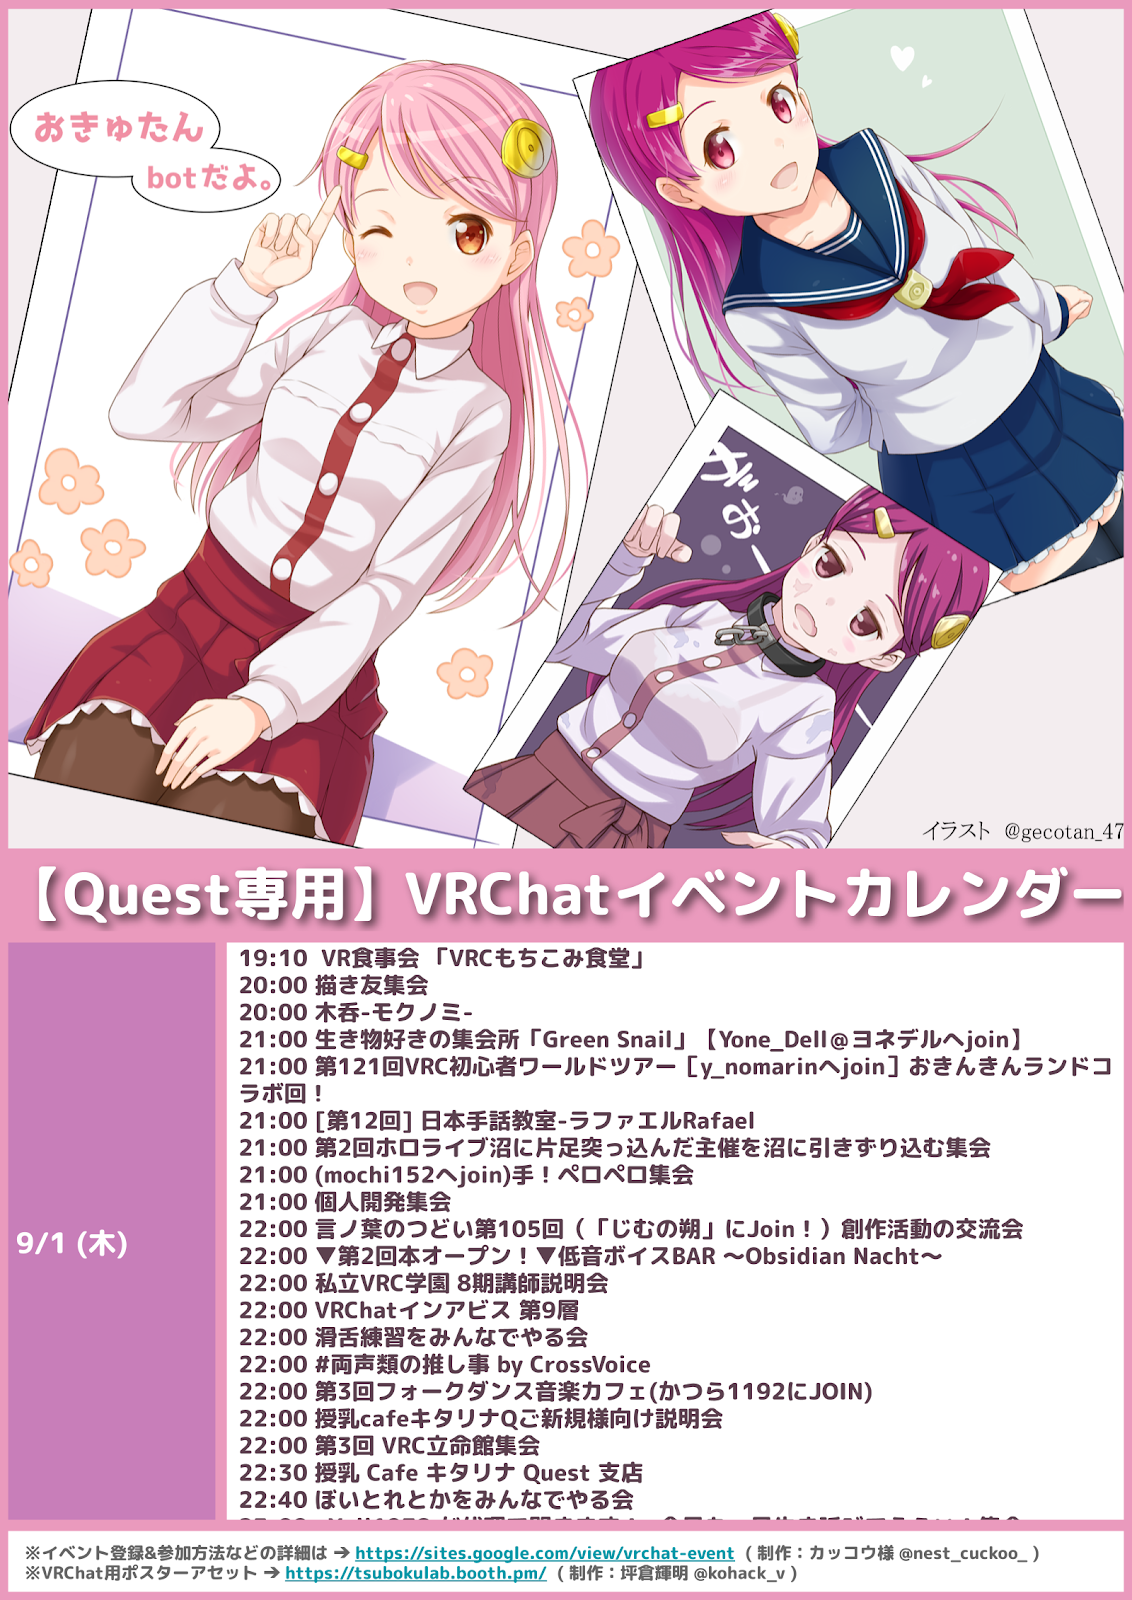 おきゅたん
botだよ。
がおー
イラスト @gecotan_47
【Quest専用】VRChatイベントカレンダー
9/1 (木)
19:10 VR食事会 「VRCもちこみ食堂」
20:00 描き友集会
20:00 木呑-モクノミ-
21:00 生き物好きの集会所「Green Snail」【Yone_Dell@ヨネデルへjoin】
21:00 第121回VRC初心者ワールドツアー［y_nomarinへjoin］おきんきんランドコ
ラボ回！
21:00 [第12回] 日本手話教室-ラファエルRafael
21:00 第2回ホロライブ沼に片足突っ込んだ主催を沼に引きずり込む集会
21:00 (mochi152へjoin)手！ペロペロ集会
21:00 個人開発集会
22:00 言ノ葉のつどい第105回（「じむの朔」にJoin！）創作活動の交流会
22:00 ▼第2回本オープン！▼低音ボイスBAR 〜Obsidian Nacht〜
22:00 私立VRC学園 8期講師説明会
22:00 VRChatインアビス 第9層
22:00 滑舌練習をみんなでやる会
22:00 #両声類の推し事 by CrossVoice
22:00 第3回フォークダンス音楽カフェ(かつら1192にJOIN)
22:00 授乳cafeキタリナQご新規様向け説明会
22:00 第3回 VRC立命館集会
22:30 授乳 Cafe キタリナ Quest 支店
22:40 ぼいとれとかをみんなでやる会
※イベント登録&参加方法などの詳細は ➔ https://sites.google.com/view/vrchat-event ( 制作：カッコウ様 @nest_cuckoo_ )
※VRChat用ポスターアセット ➔ https://tsubokulab.booth.pm/ ( 制作：坪倉輝明 @kohack_v )